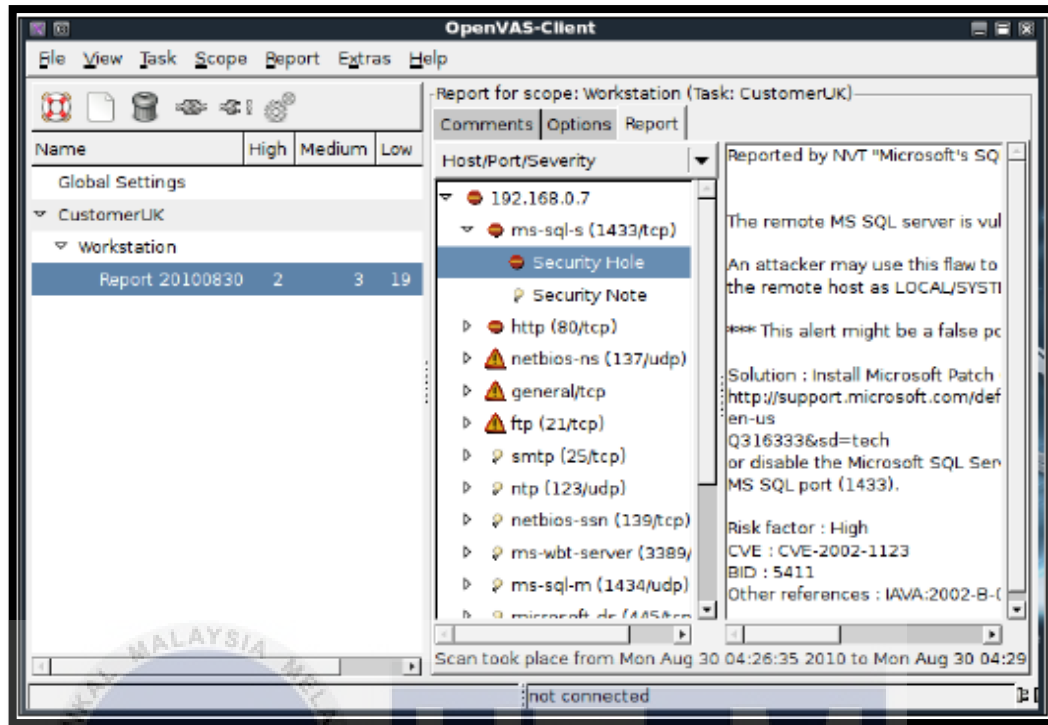 OpenVAS-Client
File View Task Scope Report Extras Help
Name High Medium Low
Global Settings
CustomerUK
Workstation
Report 20100830 2 3 19
Report for scope: Workstation (Task: CustomerUK)
Comments Options Report
Host/Port/Severity
192.168.0.7
ms-sql-s (1433/tcp)
Security Hole
Security Note
http (80/tcp)
netbios-ns (137/udp)
general/tcp
ftp (21/tcp)
smtp (25/tcp)
ntp (123/udp)
netbios-ssn (139/tcp)
ms-wbt-server (3389/
ms-sql-m (1434/udp)
Reported by NVT "Microsoft's SQ
The remote MS SQL server is vul
An attacker may use this flaw to
the remote host as LOCAL/SYSTE
*** This alert might be a false po
Solution : Install Microsoft Patch
http://support.microsoft.com/def
en-us
Q316333&sd=tech
or disable the Microsoft SQL Ser
MS SQL port (1433).
Risk factor : High
CVE : CVE-2002-1123
BID : 5411
Other references : IAVA:2002-B-
Scan took place from Mon Aug 30 04:26:35 2010 to Mon Aug 30 04:29
not connected
MALAYSIA